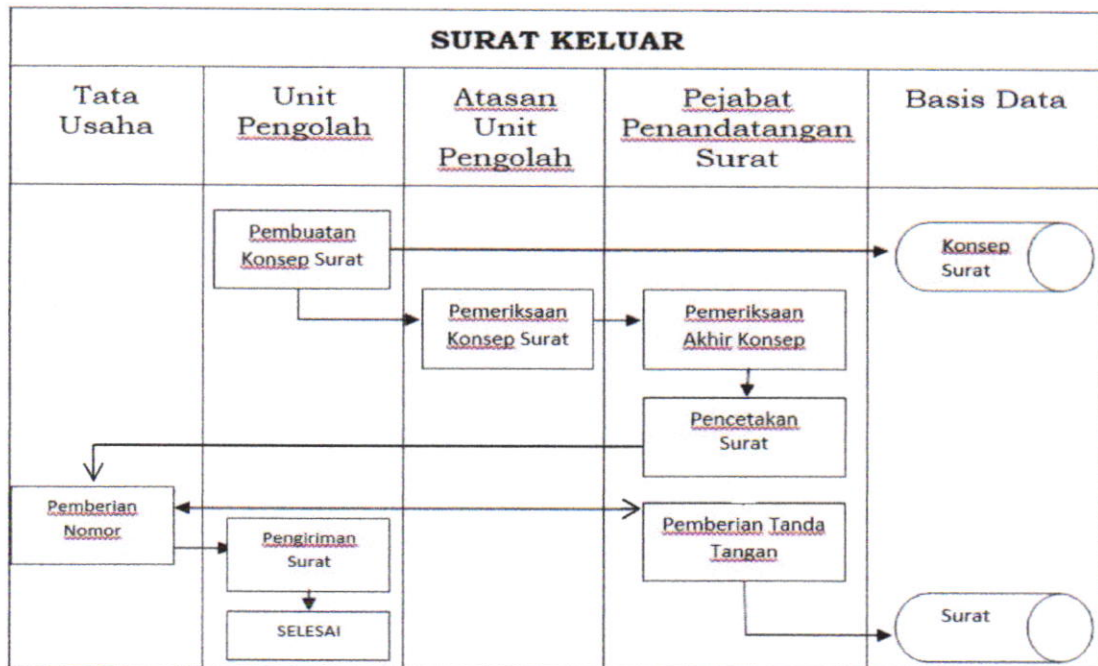 SURAT KELUAR
Tata
Usaha
Unit
Pengolah
Atasan
Unit
Pengolah
Pejabat
Penandatangan
Surat
Basis Data
Pembuatan
Konsep Surat
Konsep
Surat
Pemeriksaan
Konsep Surat
Pemeriksaan
Akhir Konsep
Pencetakan
Surat
Pemberian
Nomor
Pemberian Tanda
Tangan
Pengiriman
Surat
SELESAI
Surat